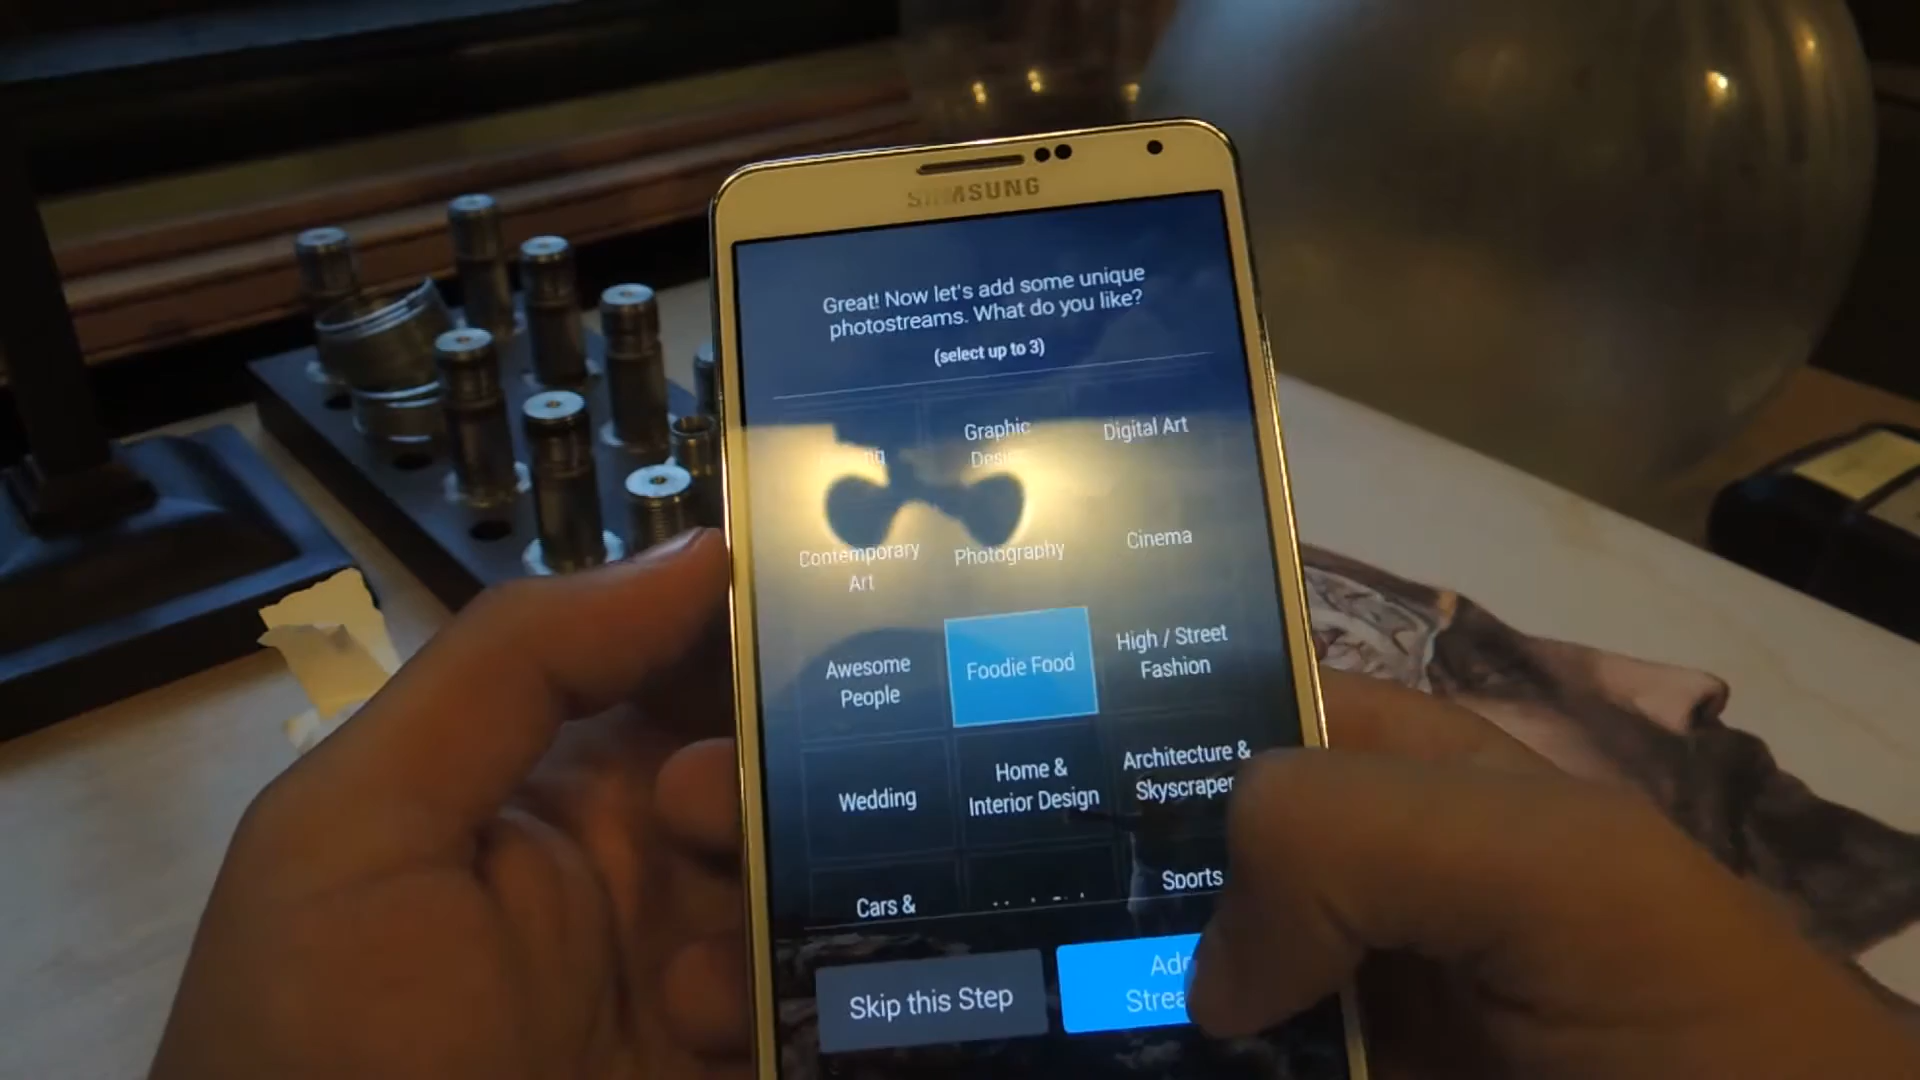 SAMSUNG
Great! Now let's add some unique
photostreams. What do you like?
(select up to 3)
Graphic
Digital Art
Contemporary
Art
Photography
Cinema
Awesome
People
Foodie Food
High / Street
Fashion
Wedding
Home &
Interior Design
Architecture &
Skyscraper
Cars &
Sports
Skip this Step
Add